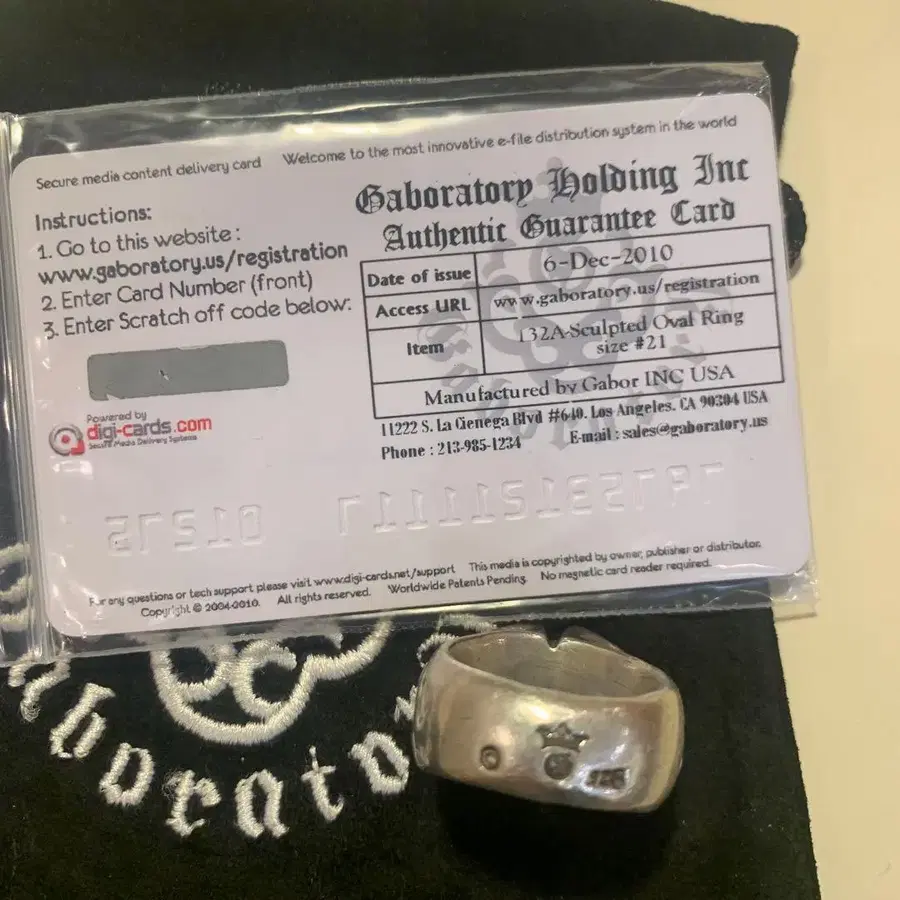 Secure media content delivery card Welcome to the most innovative e-file distribution system in the world
Instructions:
1. Go to this website :
www.gaboratory.us/registration
2. Enter Card Number (front)
3. Enter Scratch off code below:
Powered by
digi-cards.com
Secure Media Delivery Systems
Gaboratory Holding Inc
Authentic Guarantee Card
Date of issue 6-Dec-2010
Access URL www.gaboratory.us/registration
Item 132A-Sculpted Oval Ring
size #21
Manufactured by Gabor INC USA
11222 S. La Cienega Blvd #640. Los Angeles. CA 90304 USA
Phone : 213-985-1234 E-mail : sales@gaboratory.us
For any questions or tech support please visit www.digi-cards.net/support This media is copyrighted by owner, publisher or distributor.
Copyright © 2004-2010. All rights reserved. Worldwide Patents Pending. No magnetic card reader required.
925